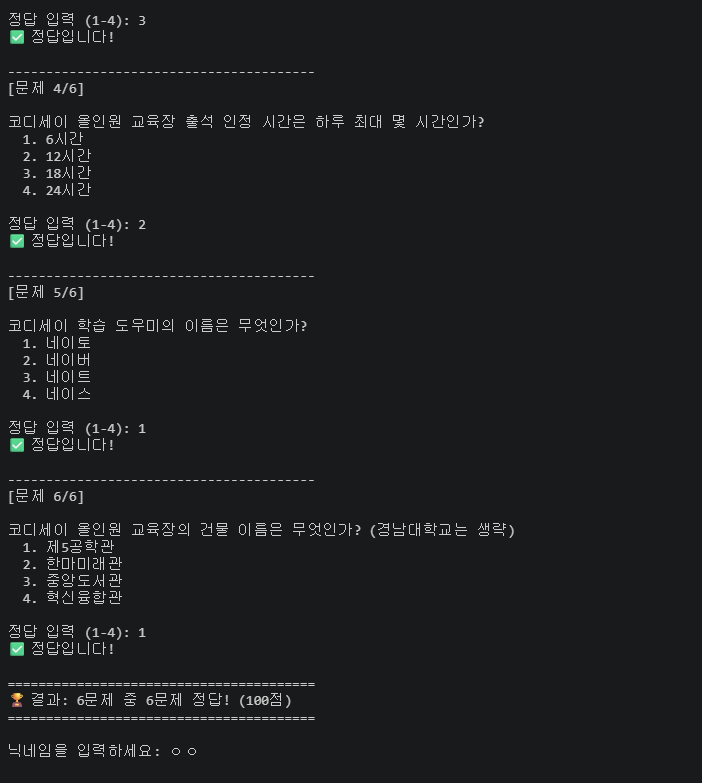 정답 입력 (1-4): 3
✅ 정답입니다!
----------------------------------------
[문제 4/6]
코디세이 올인원 교육장 출석 인정 시간은 하루 최대 몇 시간인가?
1. 6시간
2. 12시간
3. 18시간
4. 24시간
정답 입력 (1-4): 2
✅ 정답입니다!
----------------------------------------
[문제 5/6]
코디세이 학습 도우미의 이름은 무엇인가?
1. 네이토
2. 네이버
3. 네이트
4. 네이스
정답 입력 (1-4): 1
✅ 정답입니다!
----------------------------------------
[문제 6/6]
코디세이 올인원 교육장의 건물 이름은 무엇인가? (경남대학교는 생략)
1. 제5공학관
2. 한마미래관
3. 중앙도서관
4. 혁신융합관
정답 입력 (1-4): 1
✅ 정답입니다!
========================================
🏆 결과: 6문제 중 6문제 정답! (100점)
========================================
닉네임을 입력하세요: ㅇㅇ